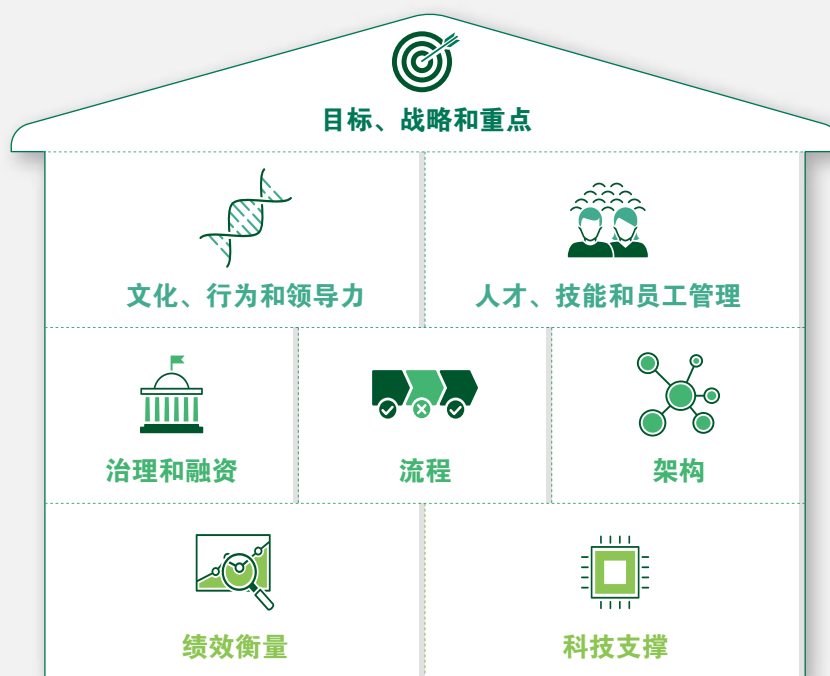 目标、战略和重点
文化、行为和领导力
人才、技能和员工管理
治理和融资
流程
架构
绩效衡量
科技支撑